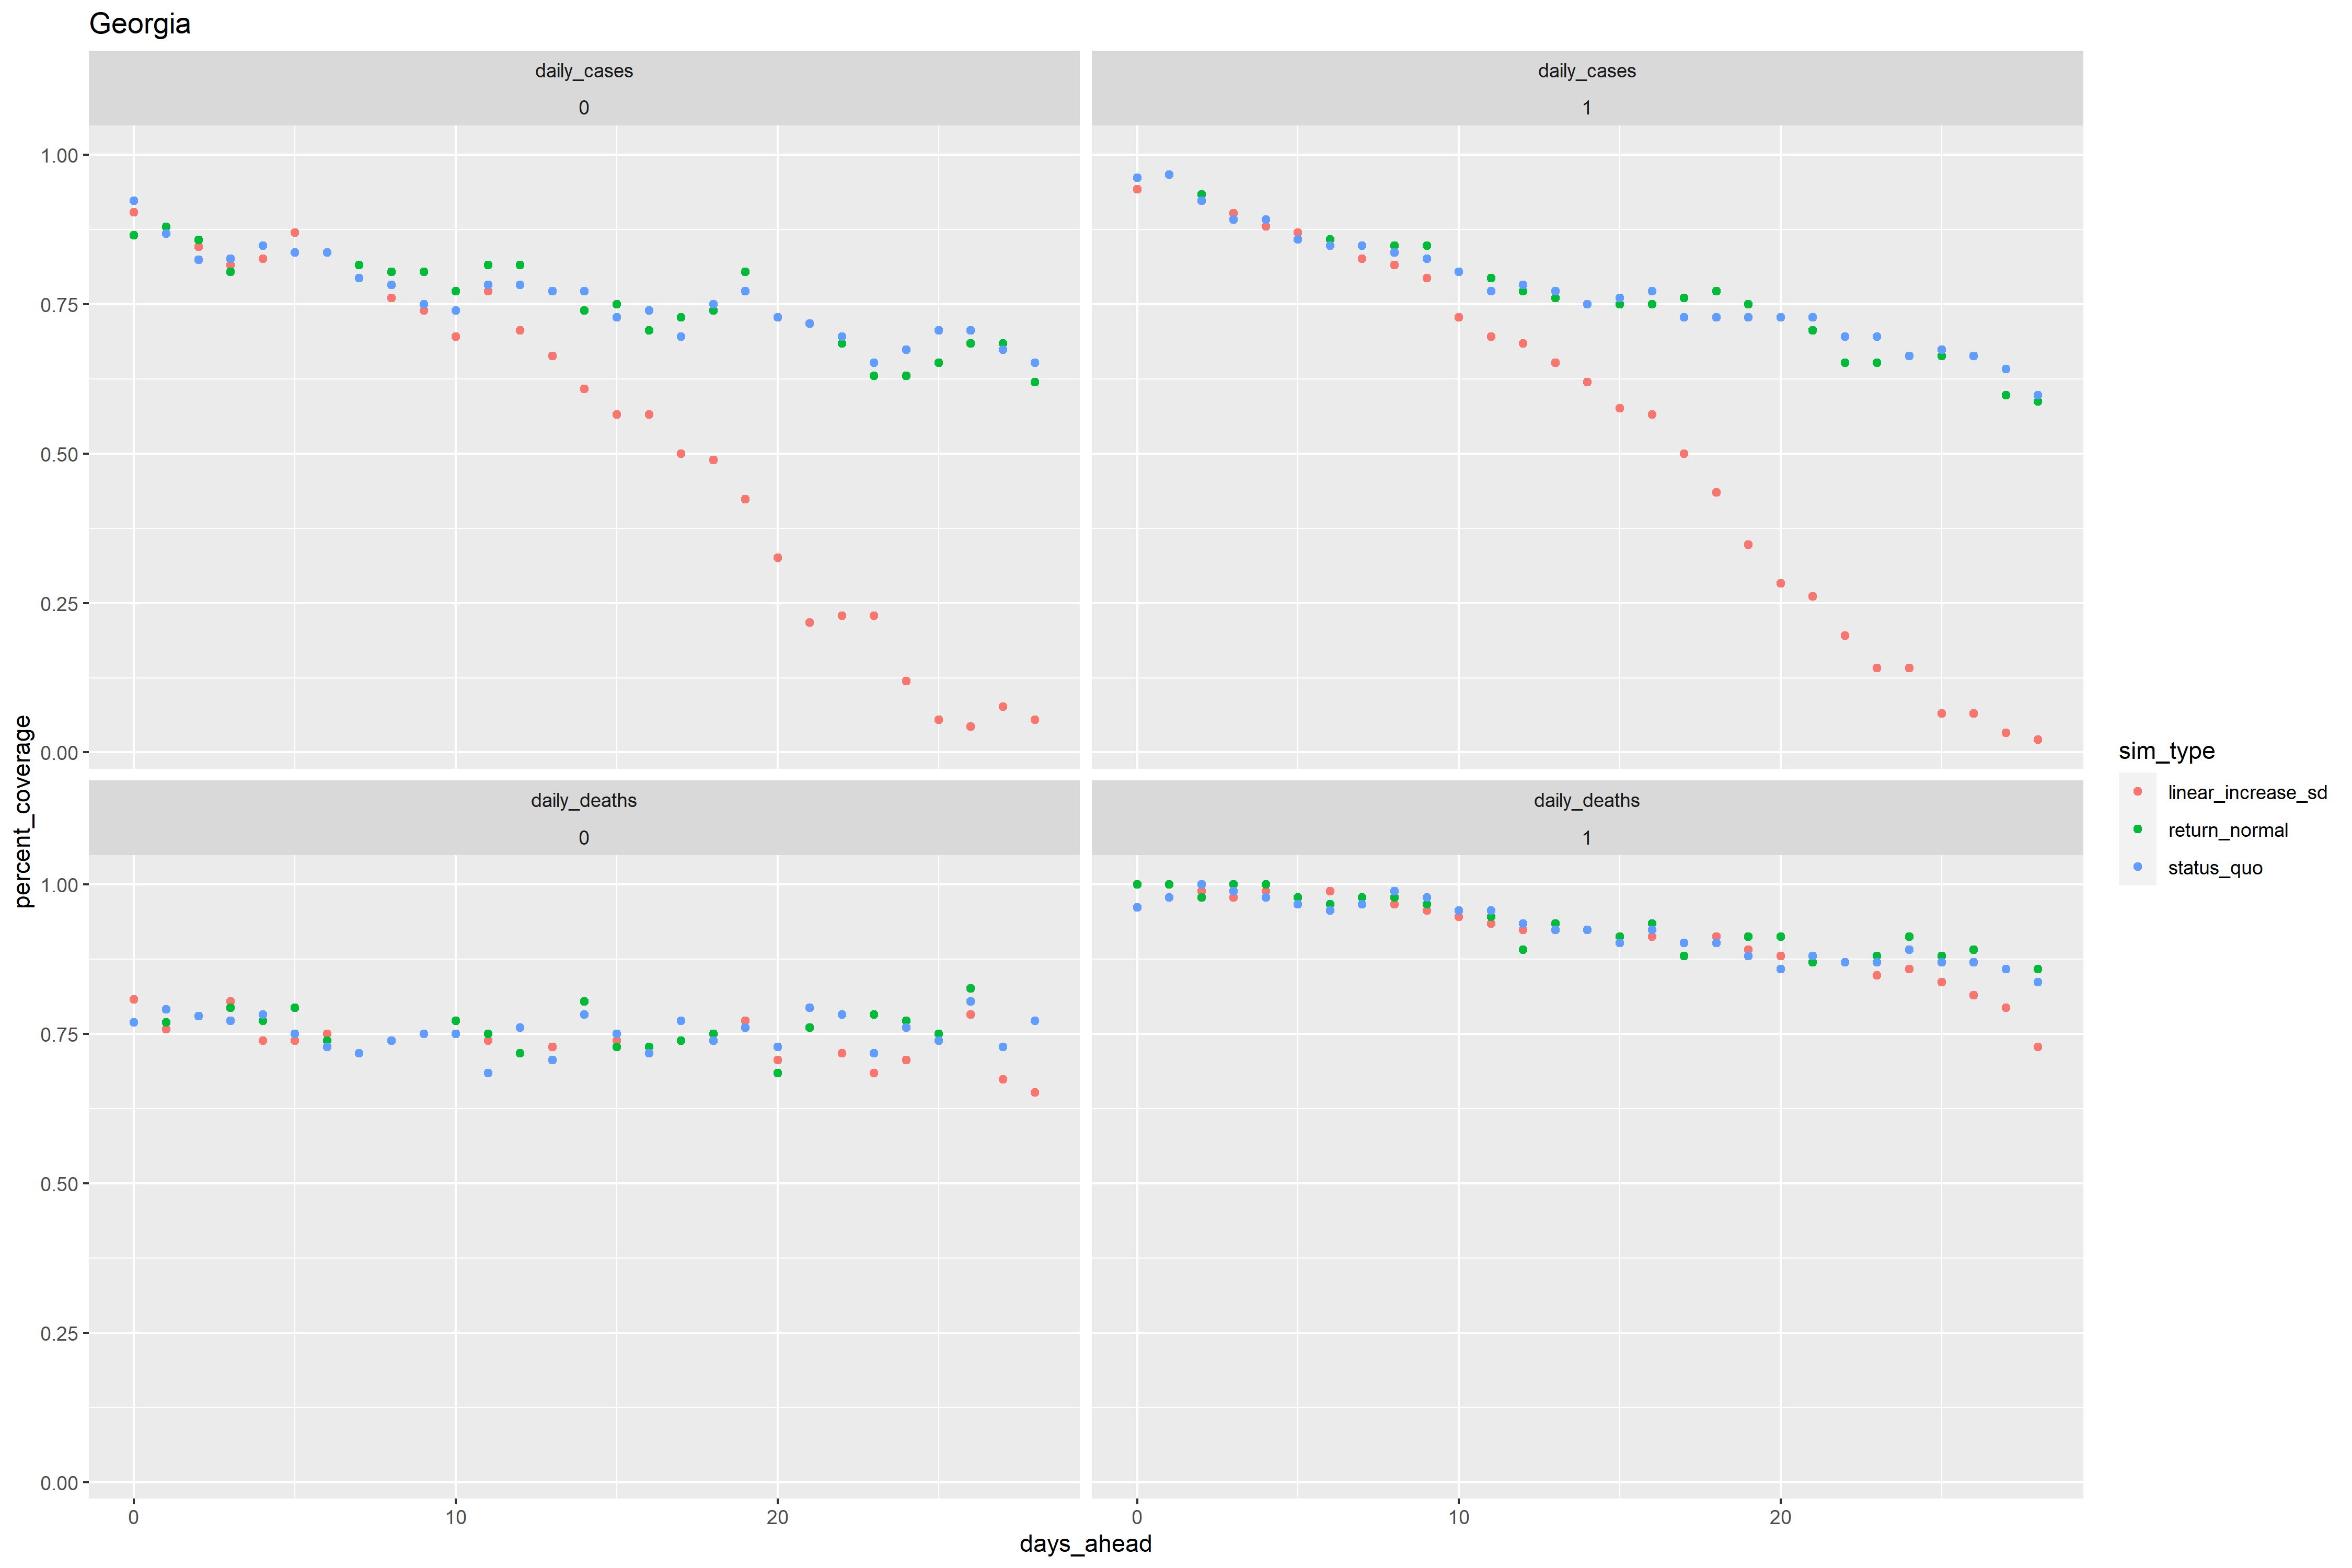 Georgia
daily_cases
0
daily_cases
1
1.00
0.75
0.50
0.25
0.00
daily_deaths
0
daily_deaths
1
1.00
0.75
0.50
0.25
0.00
0
10
20
0
10
20
days_ahead
percent_coverage
sim_type
linear_increase_sd
return_normal
status_quo